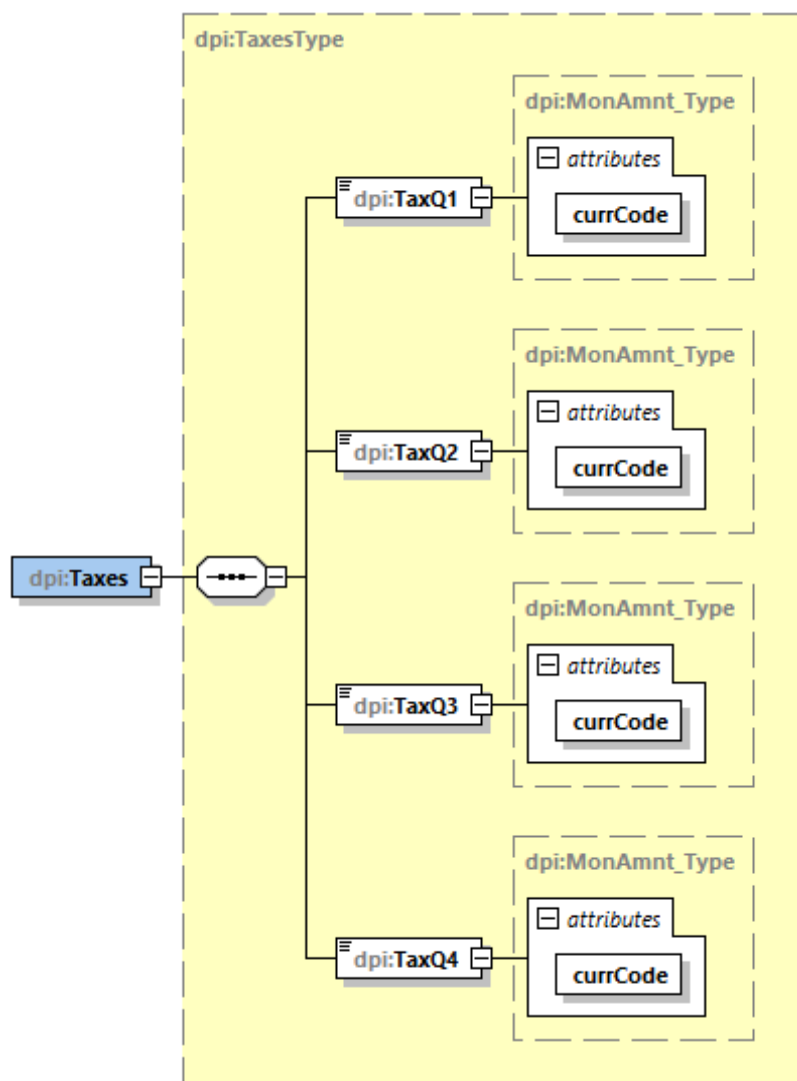 dpi:TaxesType
dpi:MonAmnt_Type
attributes
dpi:TaxQ1
currCode
dpi:MonAmnt_Type
attributes
dpi:TaxQ2
currCode
dpi:Taxes
dpi:MonAmnt_Type
attributes
dpi:TaxQ3
currCode
dpi:MonAmnt_Type
attributes
dpi:TaxQ4
currCode